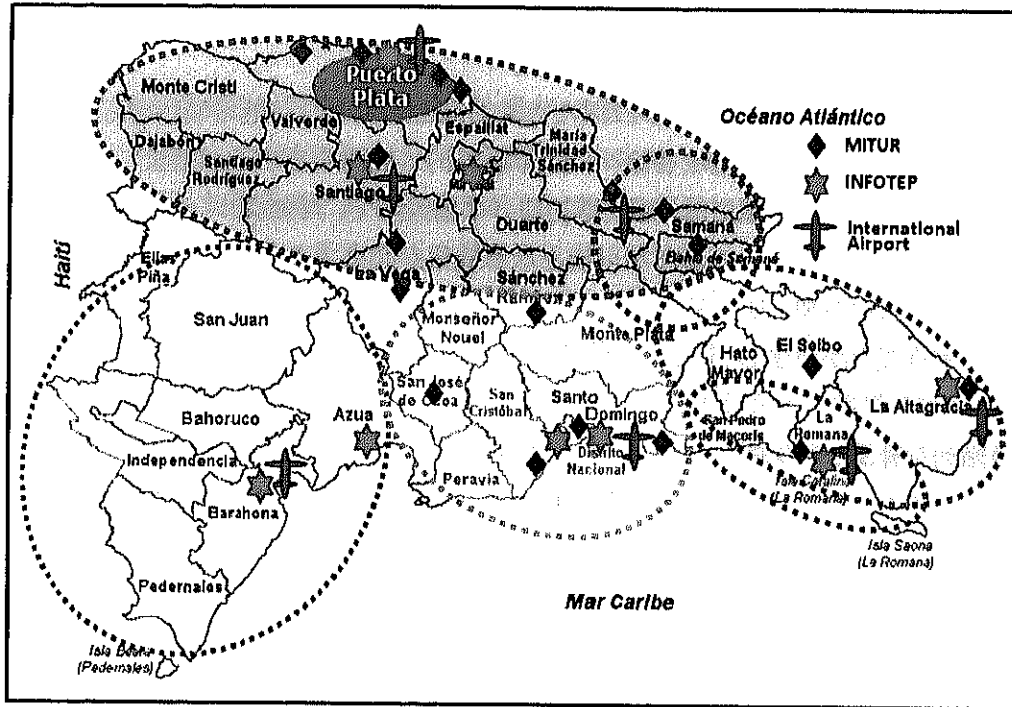 Puerto
Plata
Monte Cristi
Valverde
Espaillat
María
Trinidad
Sánchez
Dajabón
Santiago
Rodríguez
Santiago
Duarte
Samaná
Bahía de Samaná
La Vega
Sánchez
Ramírez
Océano Atlántico
MITUR
INFOTEP
International
Airport
Haití
Elías
Piña
San Juan
Monseñor
Nouel
Monte Plata
Hato
Mayor
El Seibo
La Altagracia
San José
de Ocoa
San
Cristóbal
Santo
Domingo
Distrito
Nacional
San Pedro
de Macorís
La
Romana
Isla Catalina
(La Romana)
Azua
Bahoruco
Independencia
Barahona
Peravia
Pedernales
Isla Beata
(Pedernales)
Isla Saona
(La Romana)
Mar Caribe